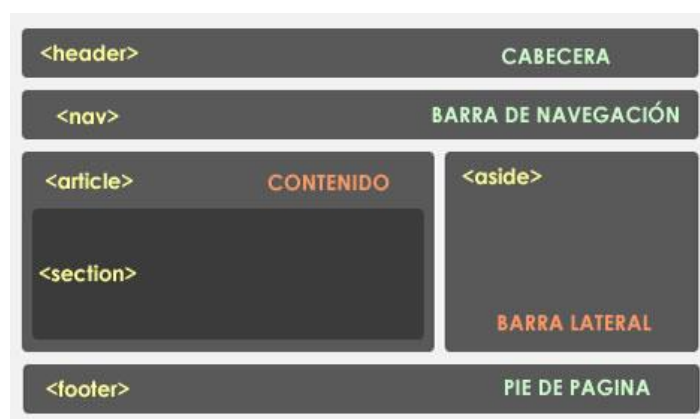 <header> CABECERA
<nav> BARRA DE NAVEGACIÓN
<article> CONTENIDO
<section>
<aside>
BARRA LATERAL
<footer> PIE DE PAGINA